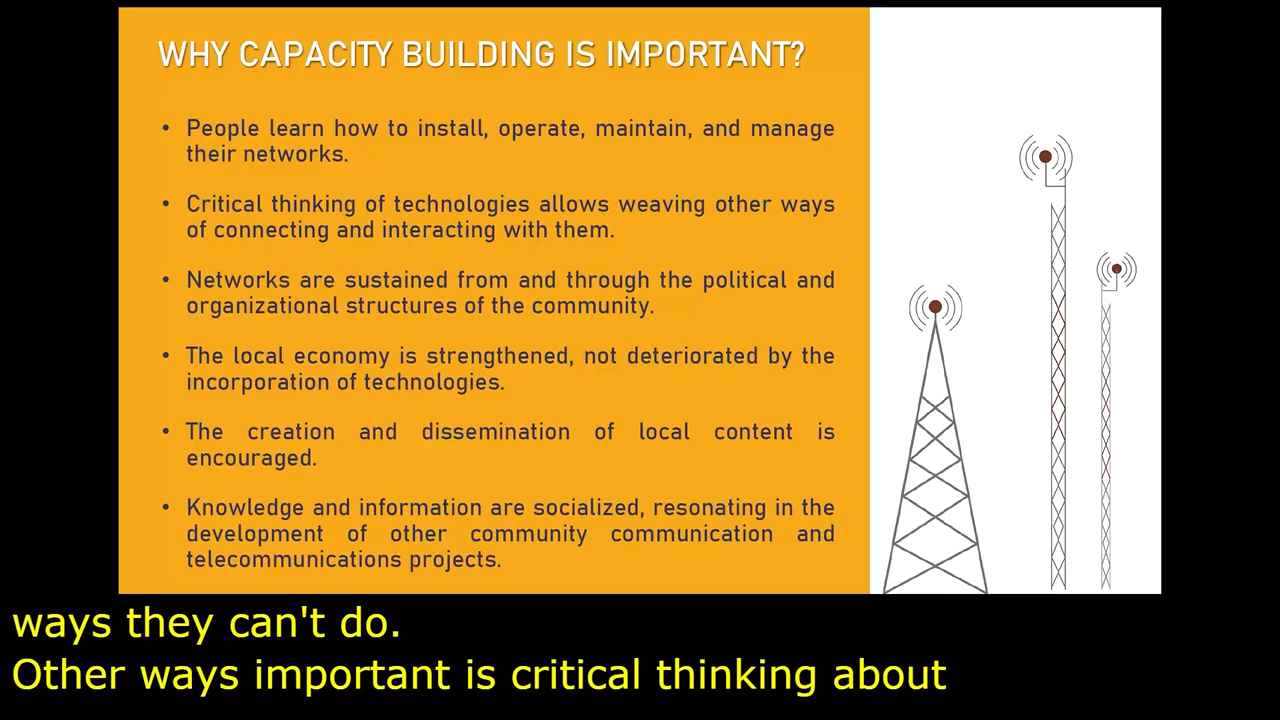 WHY CAPACITY BUILDING IS IMPORTANT?
• People learn how to install, operate, maintain, and manage
their networks.
• Critical thinking of technologies allows weaving other ways
of connecting and interacting with them.
• Networks are sustained from and through the political and
organizational structures of the community.
• The local economy is strengthened, not deteriorated by the
incorporation of technologies.
• The creation and dissemination of local content is
encouraged.
• Knowledge and information are socialized, resonating in the
development of other community communication and
telecommunications projects.
ways they can't do.
Other ways important is critical thinking about